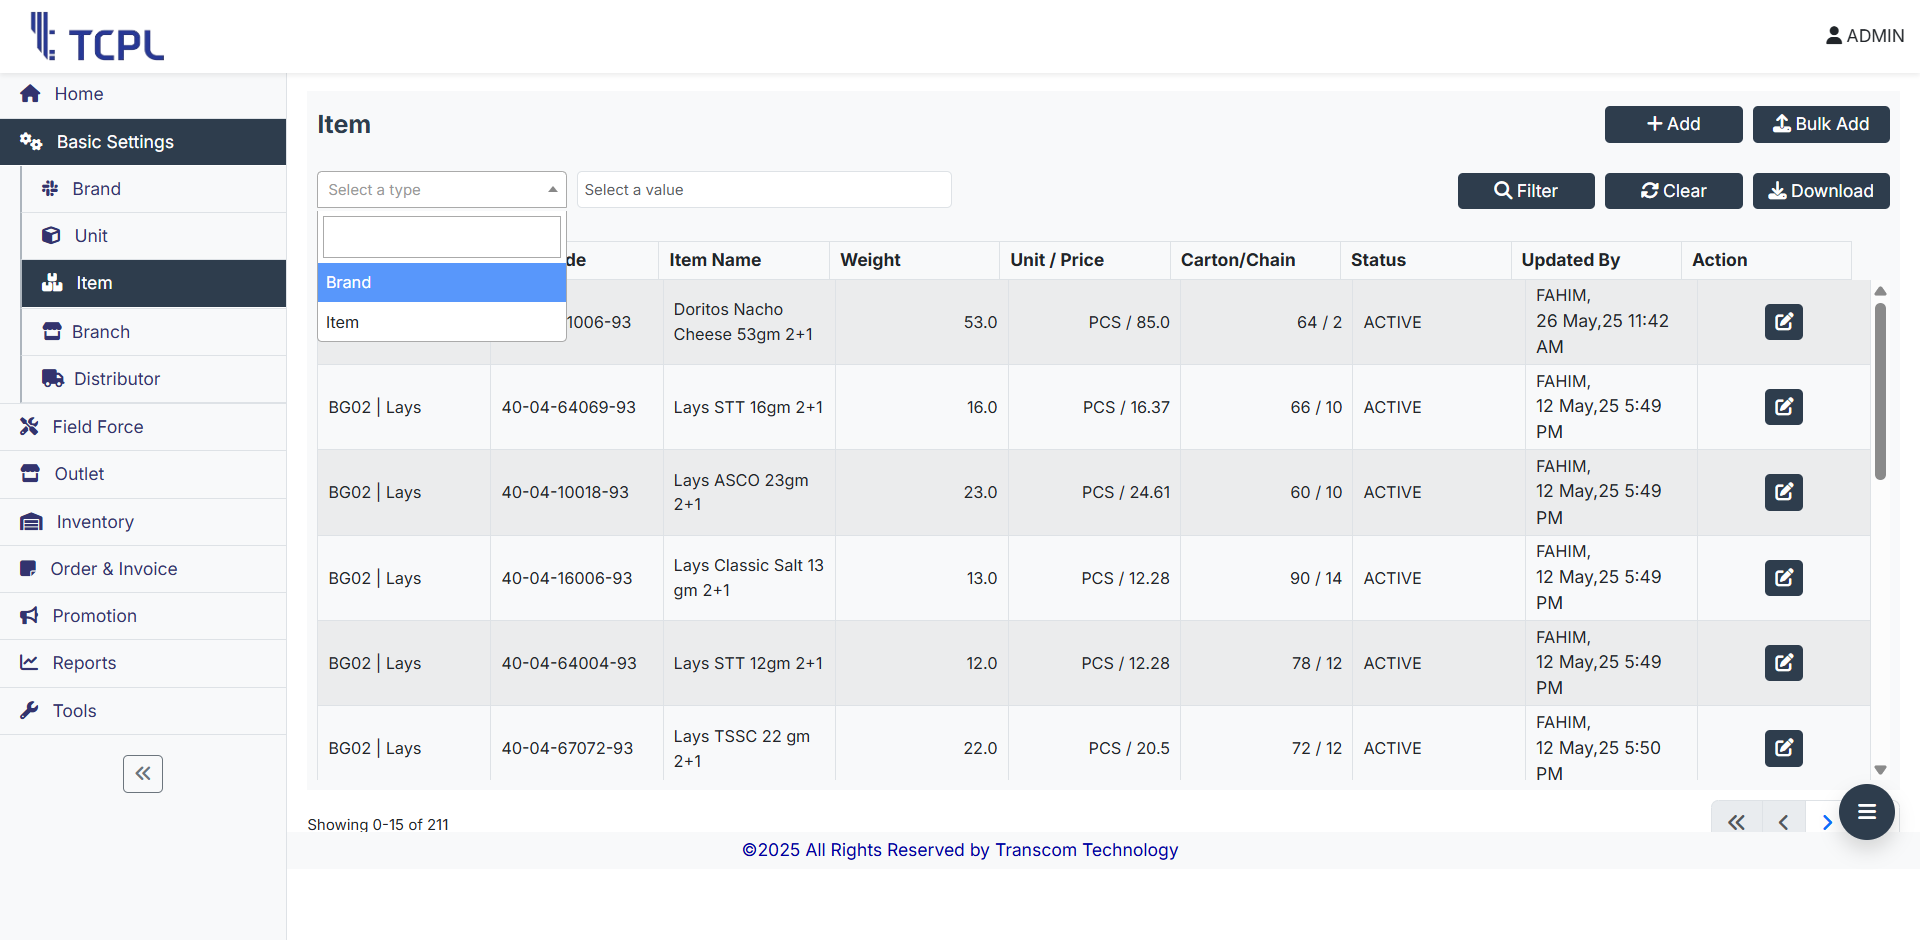 TCPL
ADMIN
Home
Basic Settings
Brand
Unit
Item
Branch
Distributor
Field Force
Outlet
Inventory
Order & Invoice
Promotion
Reports
Tools
Item
Add
Bulk Add
Select a type
Select a value
Filter
Clear
Download
Brand
Item
de Item Name Weight Unit / Price Carton/Chain Status Updated By Action
1006-93 Doritos Nacho Cheese 53gm 2+1 53.0 PCS / 85.0 64 / 2 ACTIVE FAHIM, 26 May,25 11:42 AM
BG02 | Lays 40-04-64069-93 Lays STT 16gm 2+1 16.0 PCS / 16.37 66 / 10 ACTIVE FAHIM, 12 May,25 5:49 PM
BG02 | Lays 40-04-10018-93 Lays ASCO 23gm 2+1 23.0 PCS / 24.61 60 / 10 ACTIVE FAHIM, 12 May,25 5:49 PM
BG02 | Lays 40-04-16006-93 Lays Classic Salt 13 gm 2+1 13.0 PCS / 12.28 90 / 14 ACTIVE FAHIM, 12 May,25 5:49 PM
BG02 | Lays 40-04-64004-93 Lays STT 12gm 2+1 12.0 PCS / 12.28 78 / 12 ACTIVE FAHIM, 12 May,25 5:49 PM
BG02 | Lays 40-04-67072-93 Lays TSSC 22 gm 2+1 22.0 PCS / 20.5 72 / 12 ACTIVE FAHIM, 12 May,25 5:50 PM
Showing 0-15 of 211
©2025 All Rights Reserved by Transcom Technology